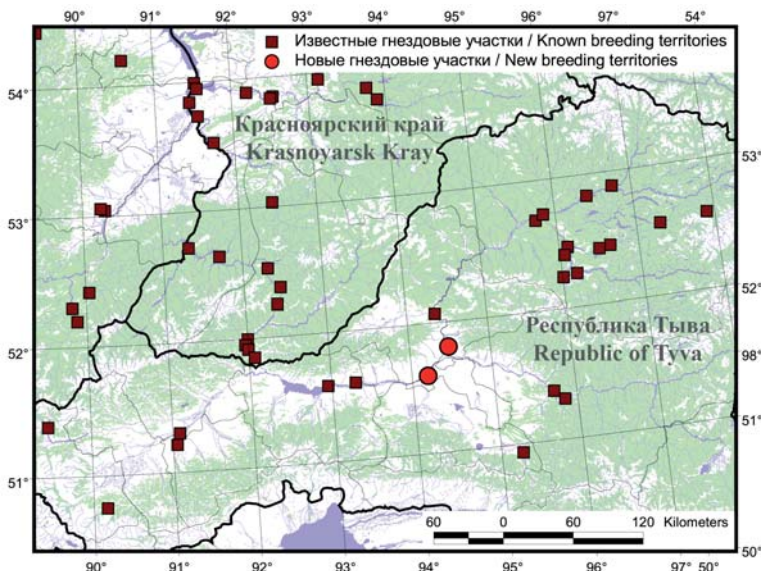 90° 91° 92° 93° 94° 95° 96° 97° 54°
Известные гнездовые участки / Known breeding territories
Новые гнездовые участки / New breeding territories
54°
Красноярский край
Krasnoyarsk Kray
53°
53°
52°
Республика Тыва
Republic of Tyva
52°
98°
51°
51°
60 0 60 120 Kilometers
50°
90° 91° 92° 93° 94° 95° 96° 97° 50°